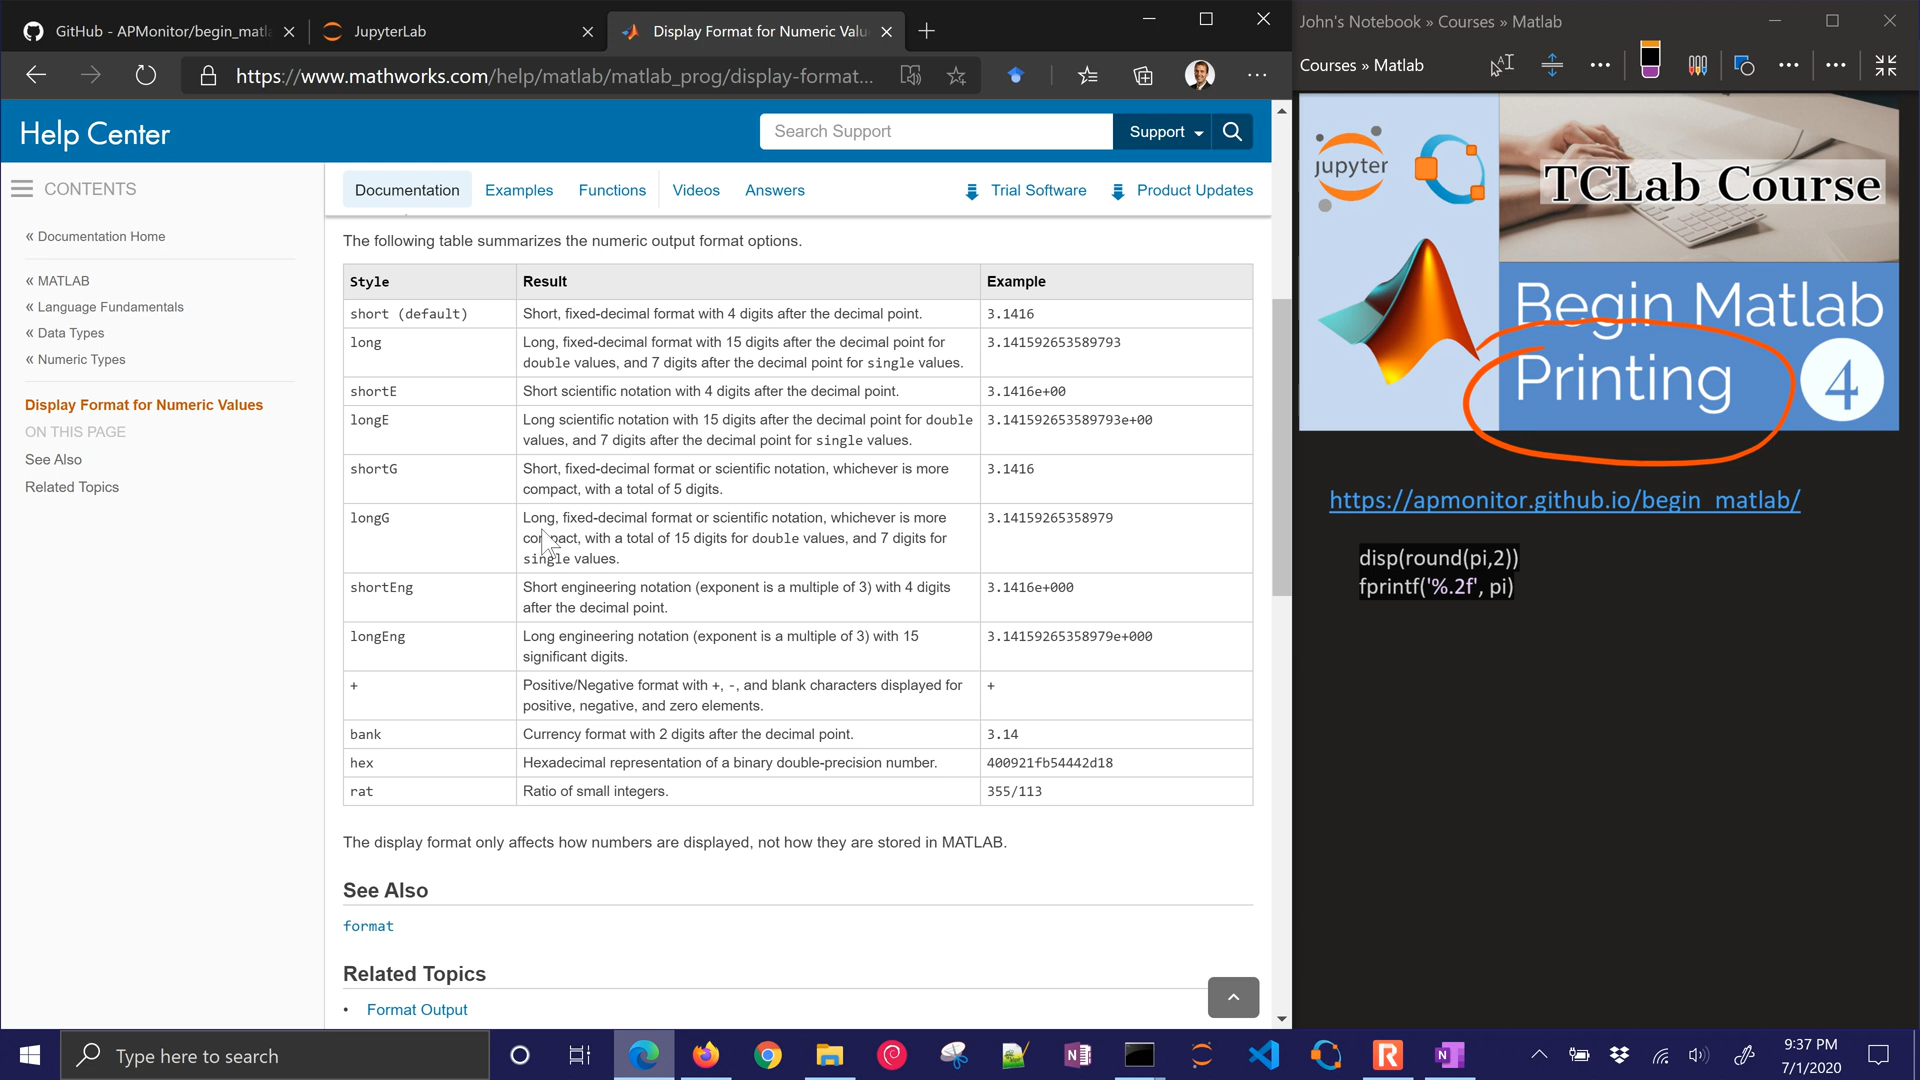 GitHub - APMonitor/begin_matla
JupyterLab
Display Format for Numeric Valu
https://www.mathworks.com/help/matlab/matlab_prog/display-format...
Help Center
Search Support
Support
CONTENTS
« Documentation Home
« MATLAB
« Language Fundamentals
« Data Types
« Numeric Types
Display Format for Numeric Values
ON THIS PAGE
See Also
Related Topics
Documentation Examples Functions Videos Answers Trial Software Product Updates
The following table summarizes the numeric output format options.
Style Result Example
short (default) Short, fixed-decimal format with 4 digits after the decimal point. 3.1416
long Long, fixed-decimal format with 15 digits after the decimal point for 3.141592653589793
double values, and 7 digits after the decimal point for single values.
shortE Short scientific notation with 4 digits after the decimal point. 3.1416e+00
longE Long scientific notation with 15 digits after the decimal point for double 3.141592653589793e+00
values, and 7 digits after the decimal point for single values.
shortG Short, fixed-decimal format or scientific notation, whichever is more 3.1416
compact, with a total of 5 digits.
longG Long, fixed-decimal format or scientific notation, whichever is more 3.14159265358979
compact, with a total of 15 digits for double values, and 7 digits for
single values.
shortEng Short engineering notation (exponent is a multiple of 3) with 4 digits 3.1416e+000
after the decimal point.
longEng Long engineering notation (exponent is a multiple of 3) with 15 3.14159265358979e+000
significant digits.
+ Positive/Negative format with +, -, and blank characters displayed for +
positive, negative, and zero elements.
bank Currency format with 2 digits after the decimal point. 3.14
hex Hexadecimal representation of a binary double-precision number. 400921fb54442d18
rat Ratio of small integers. 355/113
The display format only affects how numbers are displayed, not how they are stored in MATLAB.
See Also
format
Related Topics
• Format Output
John's Notebook » Courses » Matlab
Courses » Matlab
jupyter
TCLab Course
Begin Matlab
Printing 4
https://apmonitor.github.io/begin_matlab/
disp(round(pi,2))
fprintf('%.2f', pi)
Type here to search
9:37 PM
7/1/2020